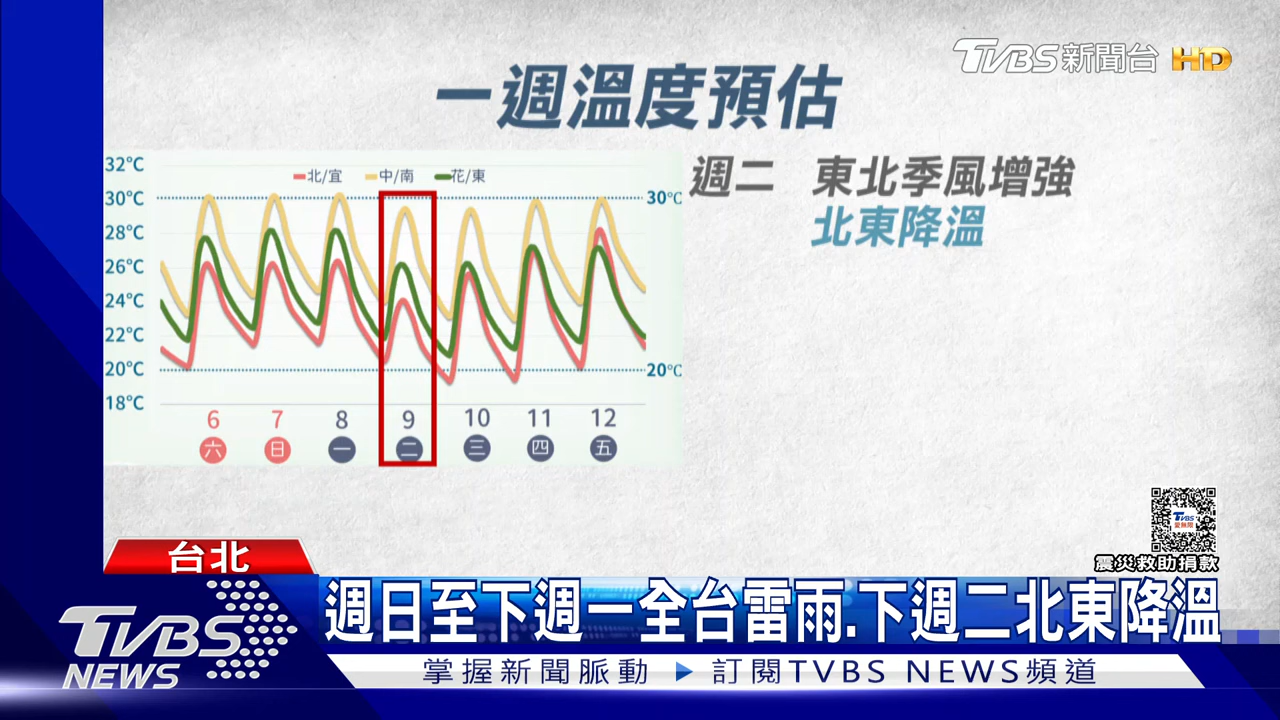 TVBS新聞台 HD
一週溫度預估
週二 東北季風增強
北東降溫
北/宜 中/南 花/東
32°C
30°C
30°C
28°C
26°C
24°C
22°C
20°C
20°C
18°C
6 7 8 9 10 11 12
六 日 一 二 三 四 五
TVBS
愛無限
震災救助捐款
台北
週日至下週一全台雷雨.下週二北東降溫
TVBS
NEWS
掌握新聞脈動 ▶ 訂閱TVBS NEWS頻道